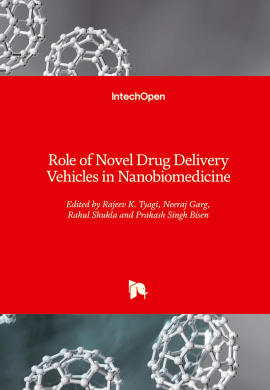 IntechOpen
Role of Novel Drug Delivery
Vehicles in Nanobiomedicine
Edited by Rajeev K. Tyagi, Neeraj Garg,
Rahul Shukla and Prakash Singh Bisen